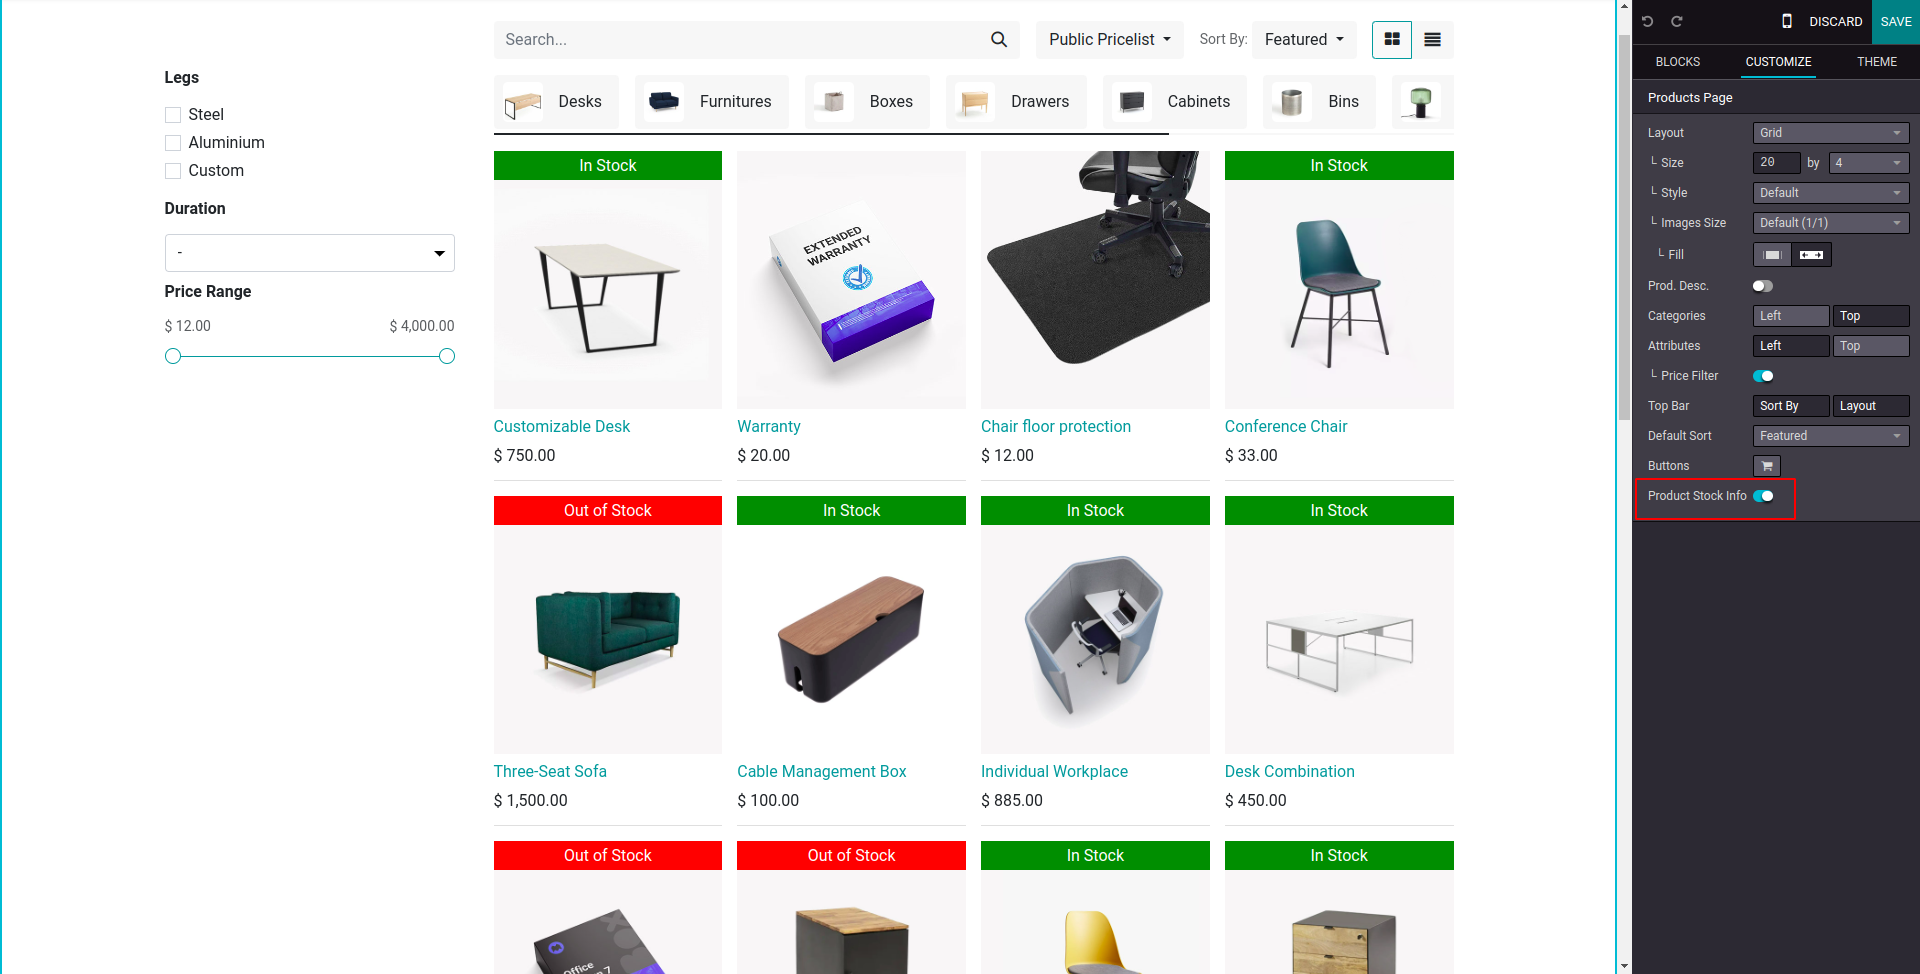 Search...
Public Pricelist
Sort By:
Featured
Desks
Furnitures
Boxes
Drawers
Cabinets
Bins
Legs
Steel
Aluminium
Custom
Duration
-
Price Range
$ 12.00
$ 4,000.00
In Stock
In Stock
EXTENDED
WARRANTY
Customizable Desk
Warranty
Chair floor protection
Conference Chair
$ 750.00
$ 20.00
$ 12.00
$ 33.00
Out of Stock
In Stock
In Stock
In Stock
Three-Seat Sofa
Cable Management Box
Individual Workplace
Desk Combination
$ 1,500.00
$ 100.00
$ 885.00
$ 450.00
Out of Stock
Out of Stock
In Stock
In Stock
Office
DISCARD
SAVE
BLOCKS
CUSTOMIZE
THEME
Products Page
Layout
Grid
└ Size
20
by
4
└ Style
Default
└ Images Size
Default (1/1)
└ Fill
Prod. Desc.
Categories
Left
Top
Attributes
Left
Top
└ Price Filter
Top Bar
Sort By
Layout
Default Sort
Featured
Buttons
Product Stock Info